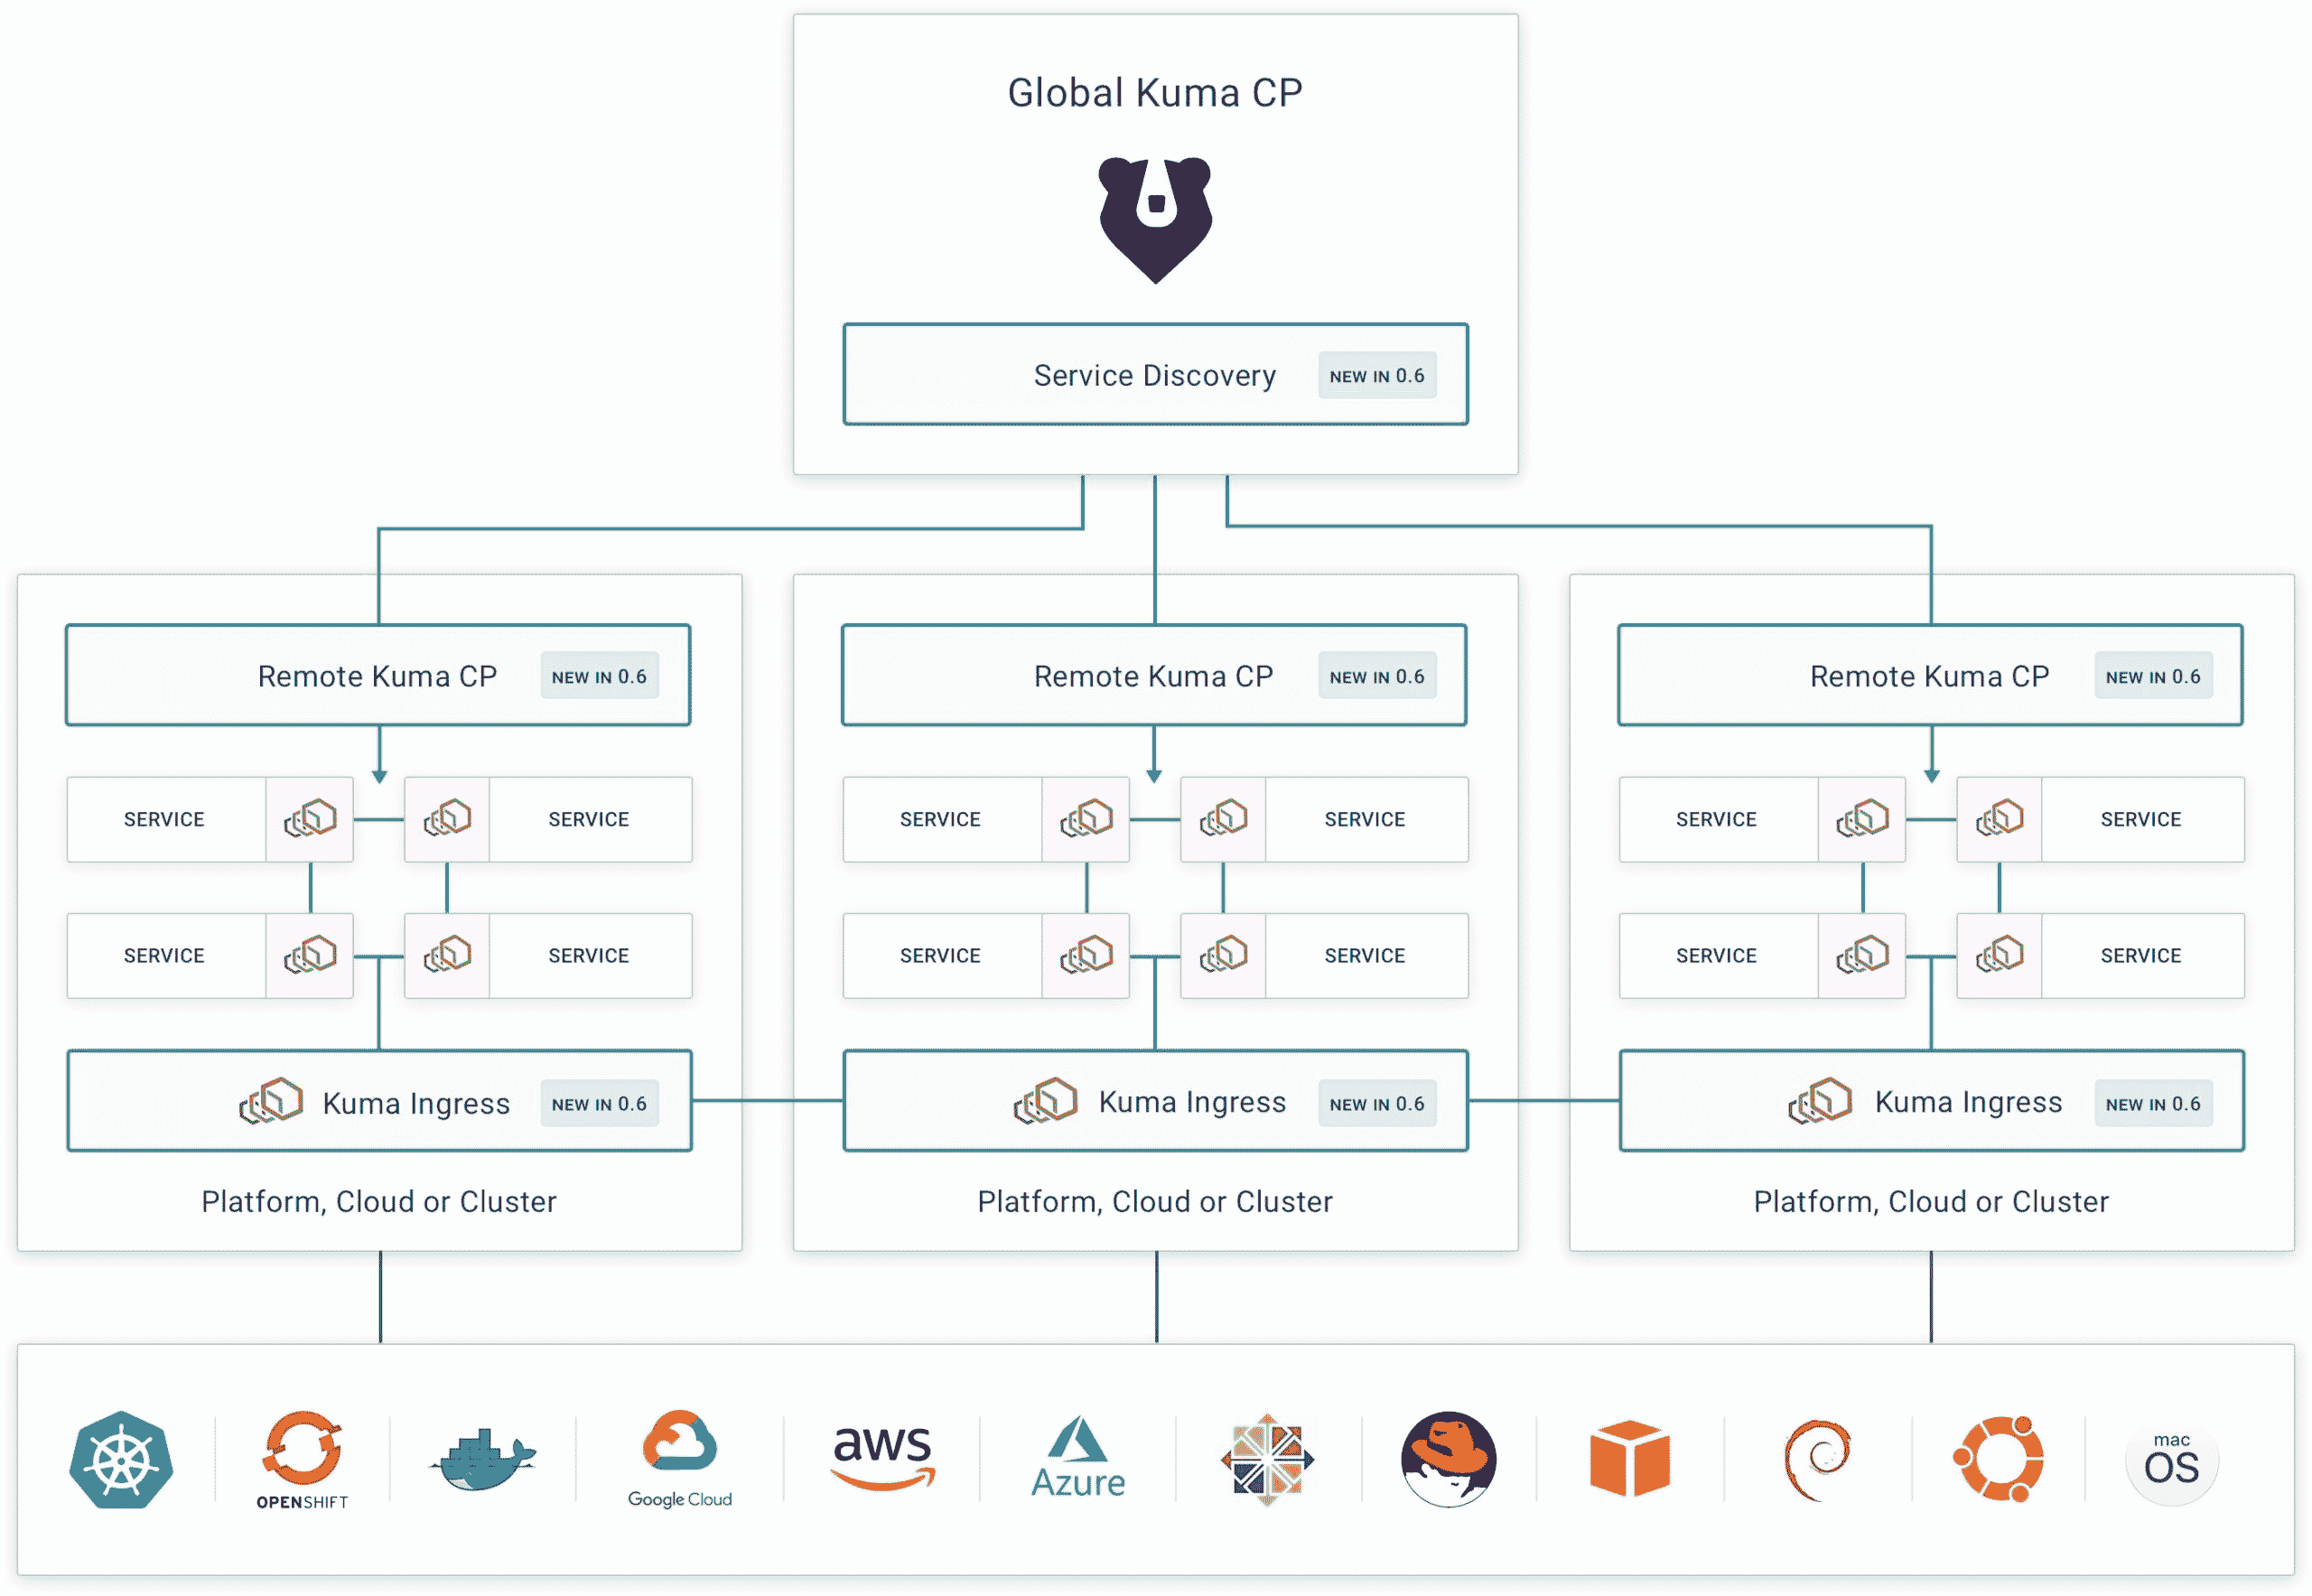 Global Kuma CP
Service Discovery NEW IN 0.6
Remote Kuma CP NEW IN 0.6
SERVICE SERVICE
SERVICE SERVICE
Kuma Ingress NEW IN 0.6
Platform, Cloud or Cluster
Remote Kuma CP NEW IN 0.6
SERVICE SERVICE
SERVICE SERVICE
Kuma Ingress NEW IN 0.6
Platform, Cloud or Cluster
Remote Kuma CP NEW IN 0.6
SERVICE SERVICE
SERVICE SERVICE
Kuma Ingress NEW IN 0.6
Platform, Cloud or Cluster
OPENSHIFT
Google Cloud
aws
Azure
mac
OS